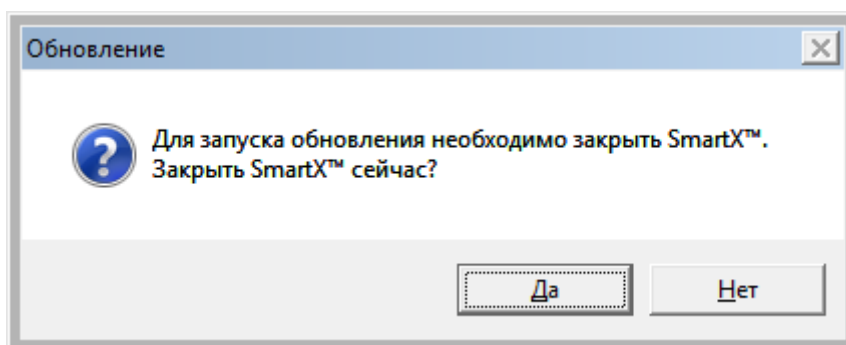 Обновление
Для запуска обновления необходимо закрыть SmartX™.
Закрыть SmartX™ сейчас?
Да
Нет